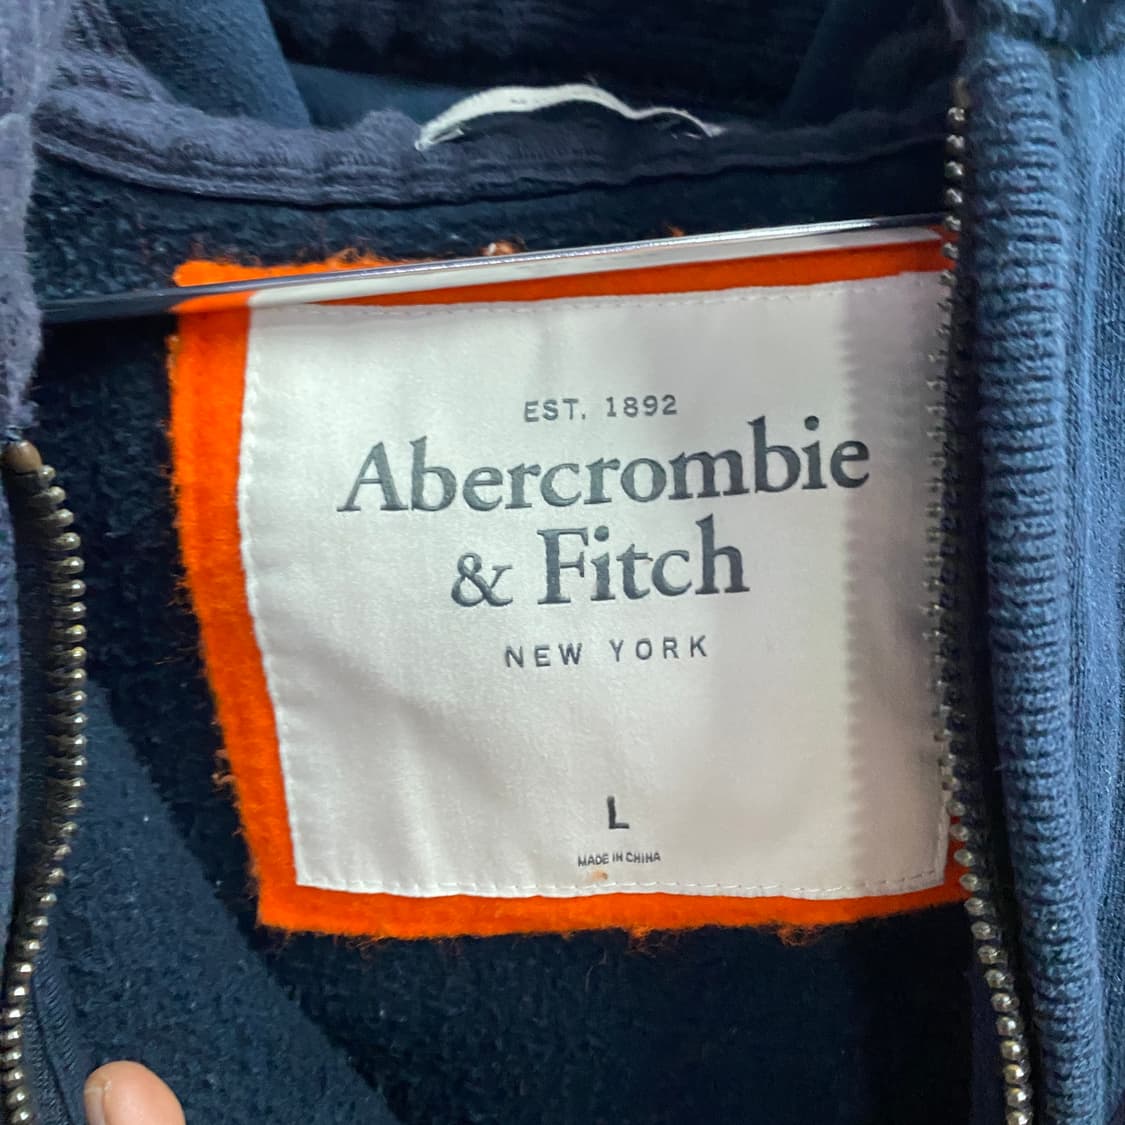 EST. 1892
Abercrombie
& Fitch
NEW YORK
L
MADE IN CHINA